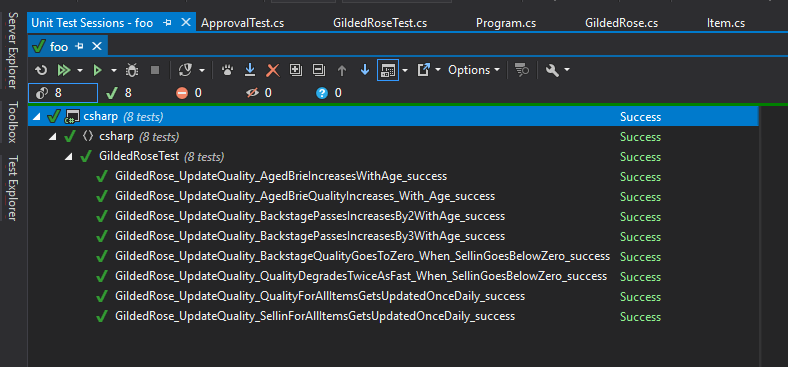 Unit Test Sessions - foo
ApprovalTest.cs
GildedRoseTest.cs
Program.cs
GildedRose.cs
Item.cs
Server Explorer
Toolbox
Test Explorer
foo
Options
8 8 0 0 0
csharp (8 tests) Success
csharp (8 tests) Success
GildedRoseTest (8 tests) Success
GildedRose_UpdateQuality_AgedBrieIncreasesWithAge_success Success
GildedRose_UpdateQuality_AgedBrieQualityIncreases_With_Age_success Success
GildedRose_UpdateQuality_BackstagePassesIncreasesBy2WithAge_success Success
GildedRose_UpdateQuality_BackstagePassesIncreasesBy3WithAge_success Success
GildedRose_UpdateQuality_BackstageQualityGoesToZero_When_SellinGoesBelowZero_success Success
GildedRose_UpdateQuality_QualityDegradesTwiceAsFast_When_SellinGoesBelowZero_success Success
GildedRose_UpdateQuality_QualityForAllItemsGetsUpdatedOnceDaily_success Success
GildedRose_UpdateQuality_SellinForAllItemsGetsUpdatedOnceDaily_success Success